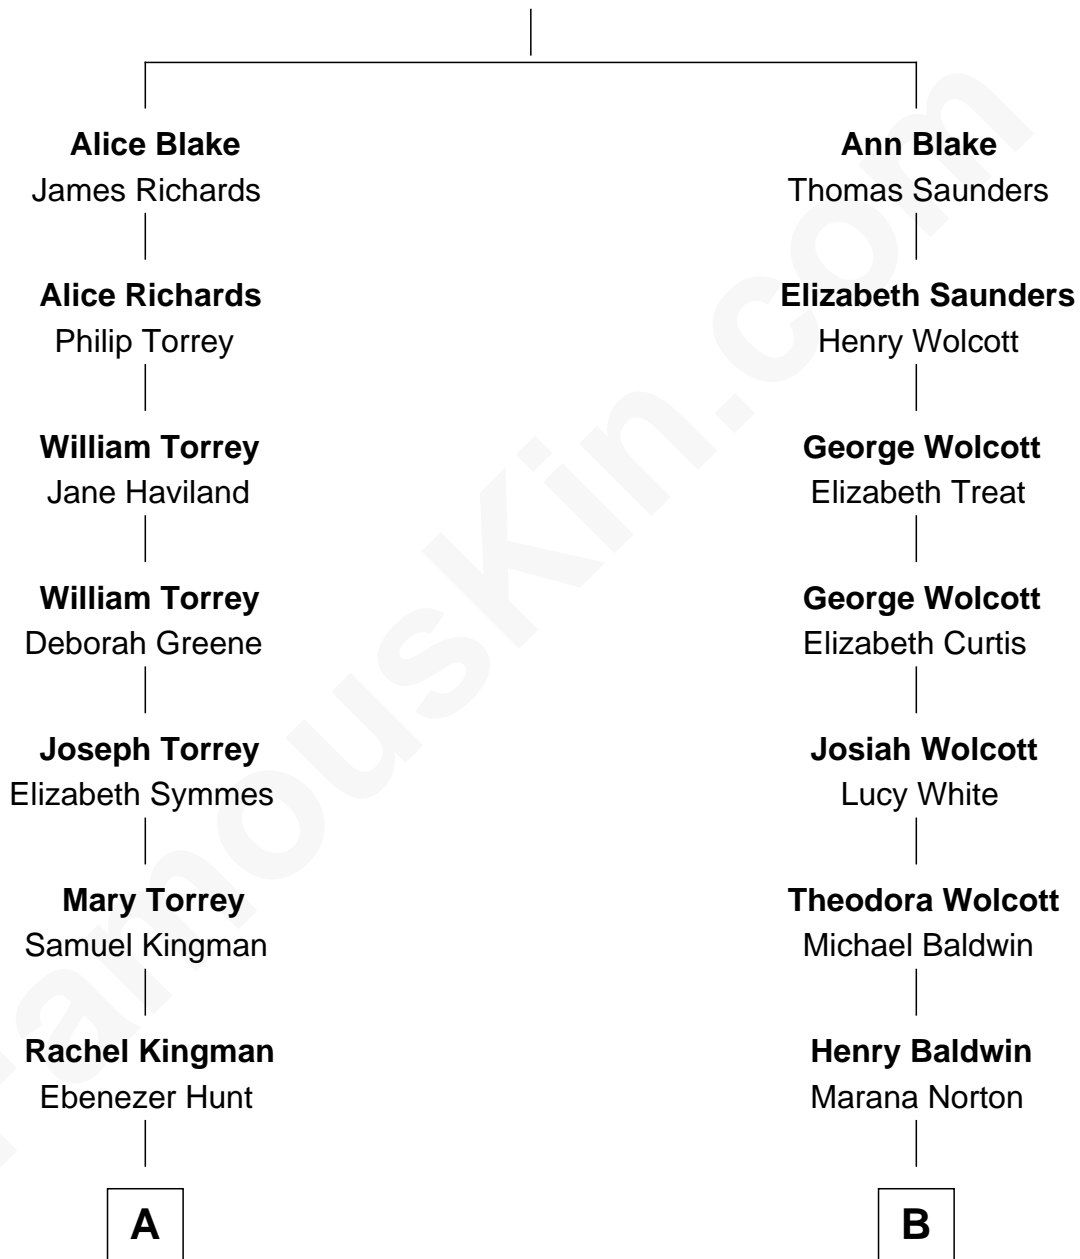 Alice Blake
James Richards
Alice Richards
Philip Torrey
William Torrey
Jane Haviland
William Torrey
Deborah Greene
Joseph Torrey
Elizabeth Symmes
Mary Torrey
Samuel Kingman
Rachel Kingman
Ebenezer Hunt
A
Ann Blake
Thomas Saunders
Elizabeth Saunders
Henry Wolcott
George Wolcott
Elizabeth Treat
George Wolcott
Elizabeth Curtis
Josiah Wolcott
Lucy White
Theodora Wolcott
Michael Baldwin
Henry Baldwin
Marana Norton
B
FamousKin.com